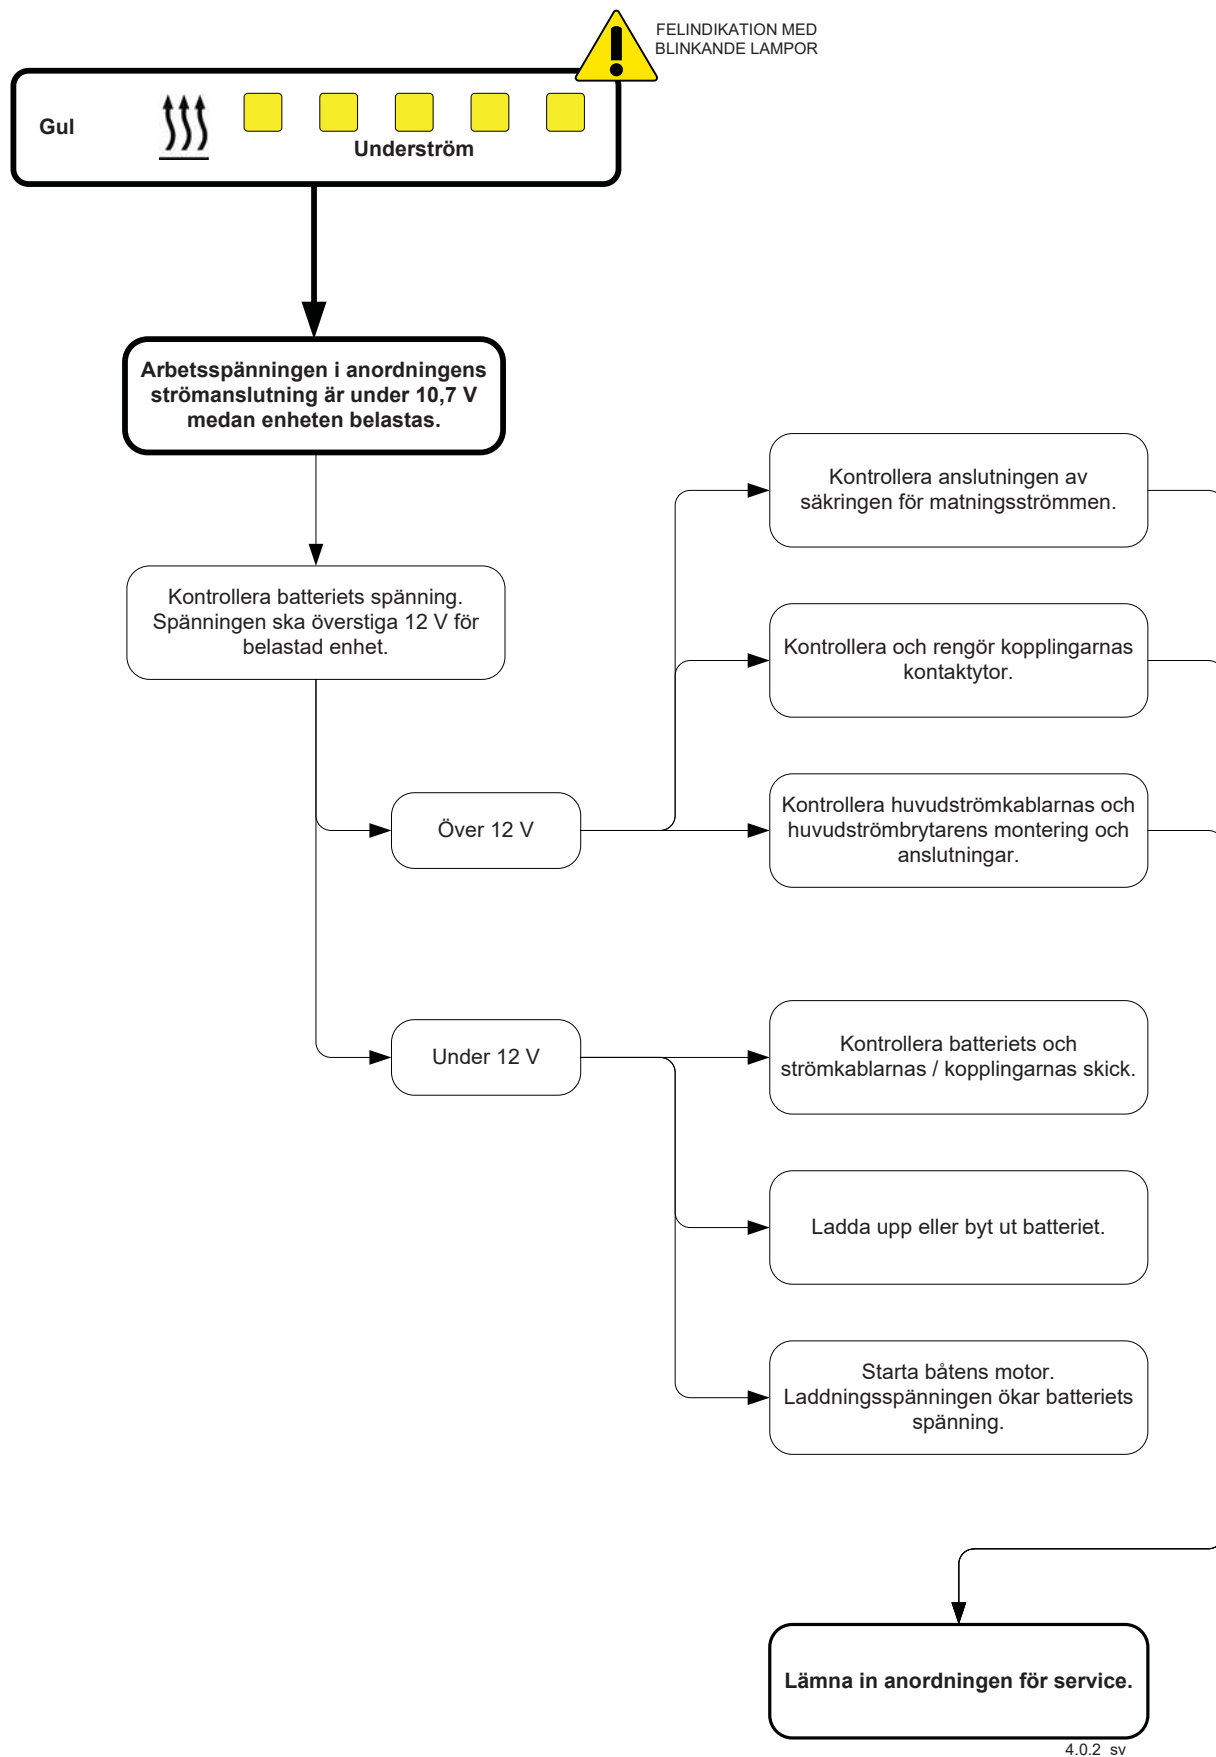 FELINDIKATION MED
BLINKANDE LAMPOR
Gul
Underström
Arbetsspänningen i anordningens
strömanslutning är under 10,7 V
medan enheten belastas.
Kontrollera anslutningen av
säkringen för matningsströmmen.
Kontrollera batteriets spänning.
Spänningen ska överstiga 12 V för
belastad enhet.
Kontrollera och rengör kopplingarnas
kontaktytor.
Över 12 V
Kontrollera huvudströmkablarnas och
huvudströmbrytarens montering och
anslutningar.
Under 12 V
Kontrollera batteriets och
strömkablarnas / kopplingarnas skick.
Ladda upp eller byt ut batteriet.
Starta båtens motor.
Laddningsspänningen ökar batteriets
spänning.
Lämna in anordningen för service.
4.0.2_sv